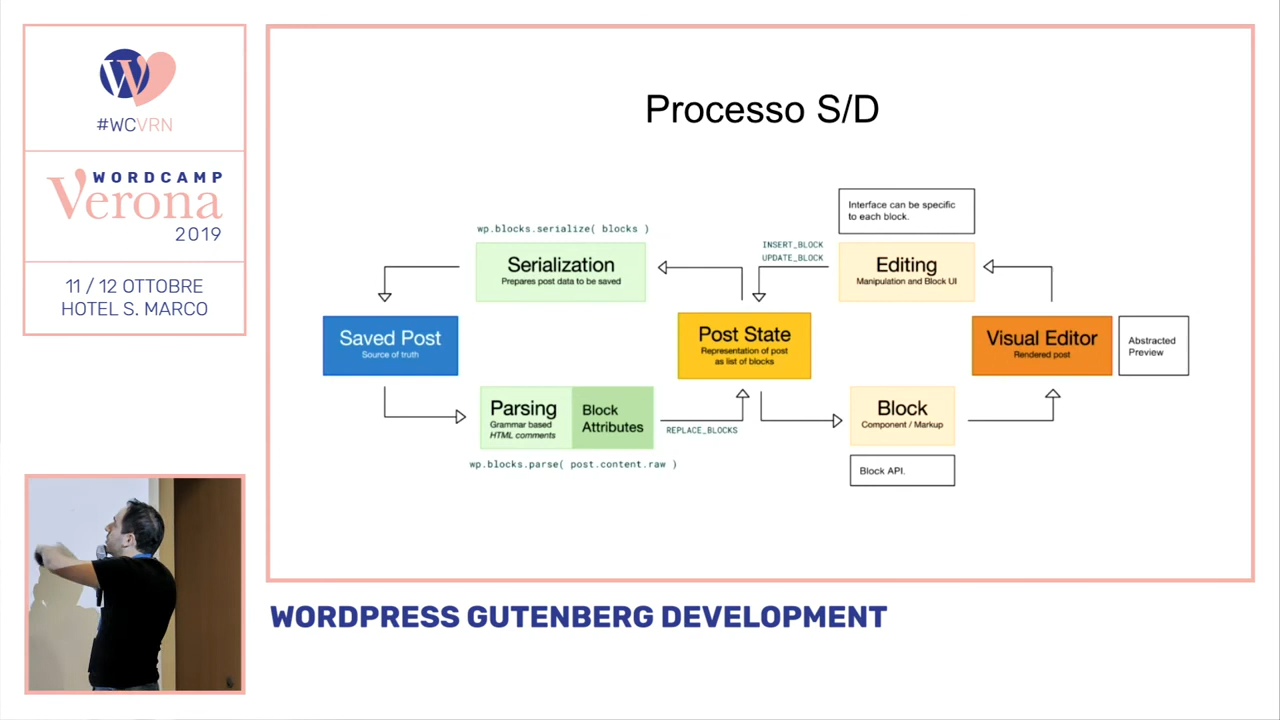 #WCVRN
WORDCAMP
Verona
2019
11 / 12 OTTOBRE
HOTEL S. MARCO
Processo S/D
Interface can be specific
to each block.
wp.blocks.serialize( blocks )
Serialization
Prepares post data to be saved
INSERT_BLOCK
UPDATE_BLOCK
Editing
Manipulation and Block UI
Saved Post
Source of truth
Post State
Representation of post
as list of blocks
Visual Editor
Rendered post
Abstracted
Preview
Parsing
Grammar based
HTML comments
Block
Attributes
REPLACE_BLOCKS
Block
Component / Markup
wp.blocks.parse( post.content.raw )
Block API.
WORDPRESS GUTENBERG DEVELOPMENT